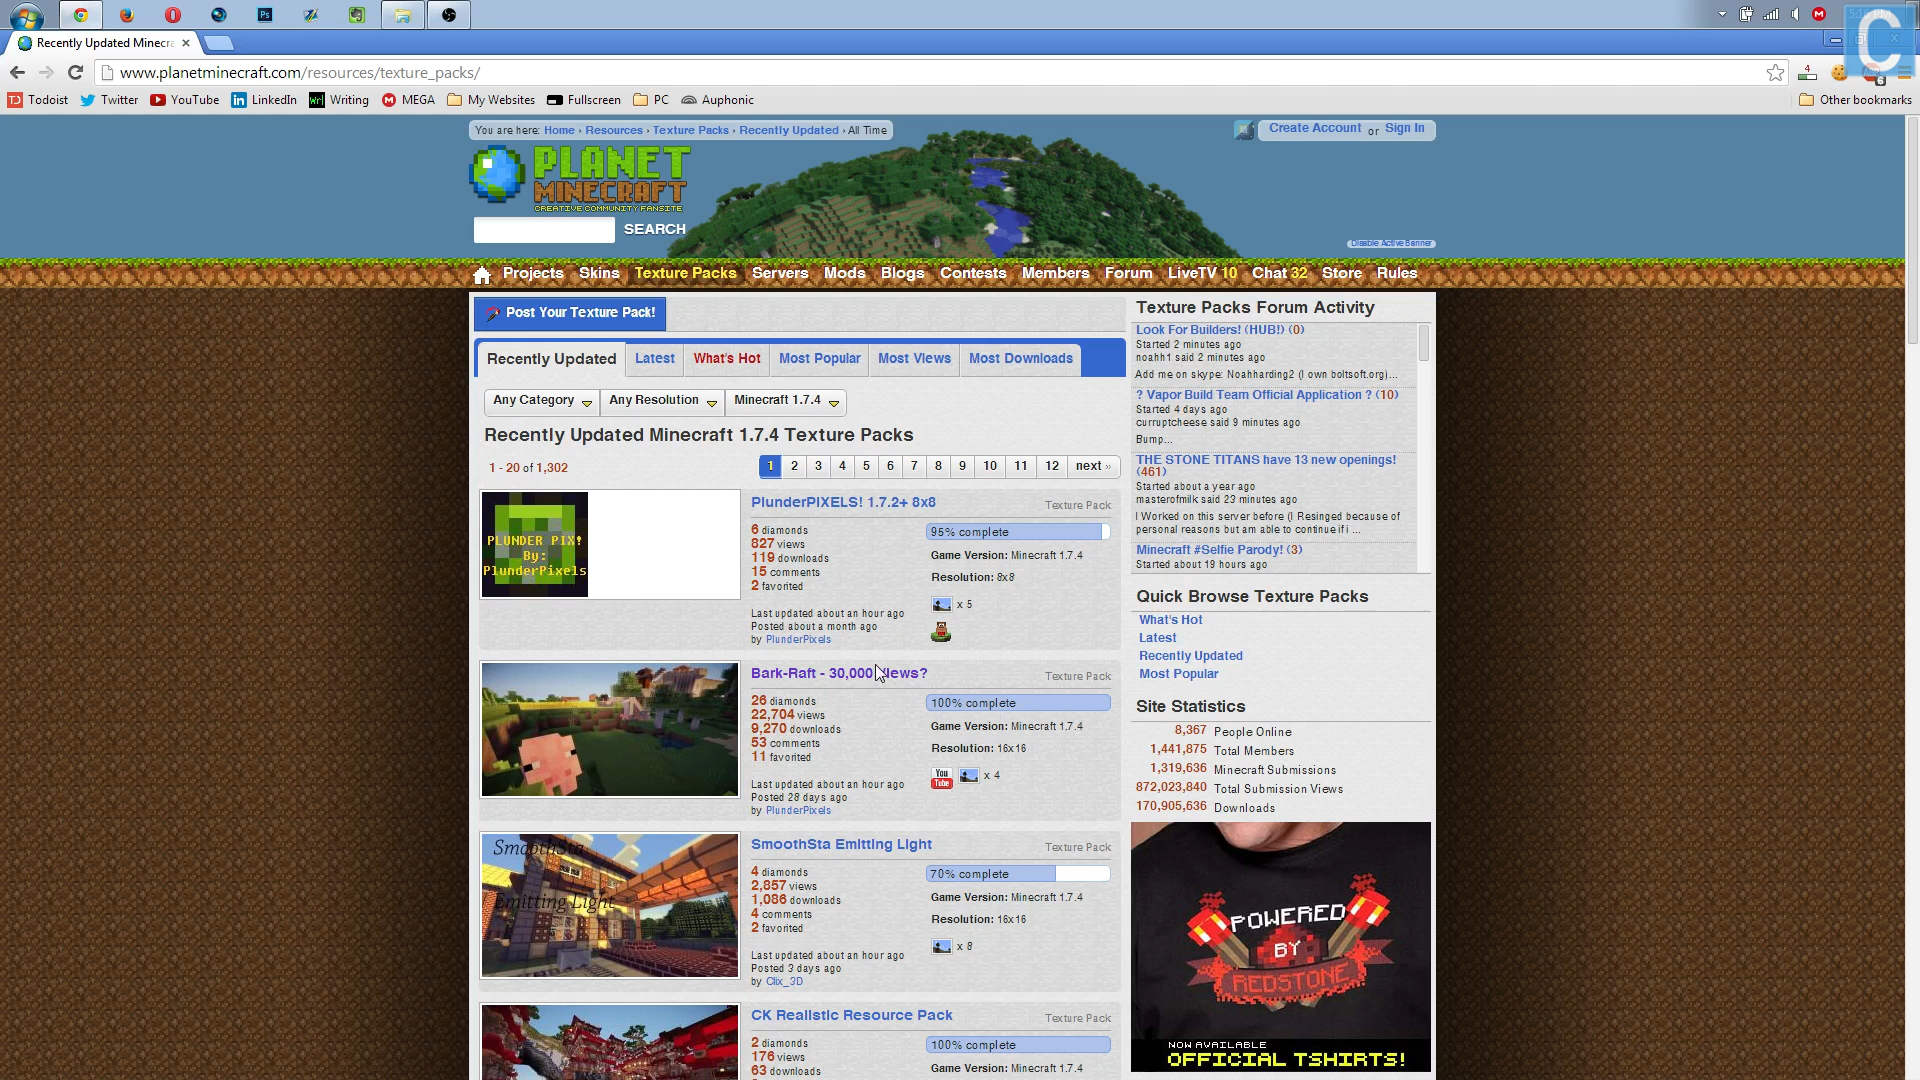 Recently Updated Minecra
www.planetminecraft.com/resources/texture_packs/
4
6
Todoist Twitter YouTube LinkedIn Writing MEGA My Websites Fullscreen PC Auphonic Other bookmarks
You are here: Home › Resources › Texture Packs › Recently Updated › All Time
Create Account or Sign In
PLANET
MINECRAFT
CREATIVE COMMUNITY FANSITE
SEARCH
Disable Active Banner
Projects Skins Texture Packs Servers Mods Blogs Contests Members Forum LiveTV 10 Chat 32 Store Rules
Post Your Texture Pack!
Recently Updated Latest What's Hot Most Popular Most Views Most Downloads
Any Category Any Resolution Minecraft 1.7.4
Recently Updated Minecraft 1.7.4 Texture Packs
1 - 20 of 1,302
1 2 3 4 5 6 7 8 9 10 11 12 next »
PLUNDER PIX!
By:
PlunderPixels
PlunderPIXELS! 1.7.2+ 8x8
Texture Pack
6 diamonds
827 views
119 downloads
15 comments
2 favorited
95% complete
Game Version: Minecraft 1.7.4
Resolution: 8x8
x 5
Last updated about an hour ago
Posted about a month ago
by PlunderPixels
Bark-Raft - 30,000 Views?
Texture Pack
26 diamonds
22,704 views
9,270 downloads
53 comments
11 favorited
100% complete
Game Version: Minecraft 1.7.4
Resolution: 16x16
You Tube x 4
Last updated about an hour ago
Posted 28 days ago
by PlunderPixels
SmoothSta
Emitting Light
SmoothSta Emitting Light
Texture Pack
4 diamonds
2,857 views
1,086 downloads
4 comments
2 favorited
70% complete
Game Version: Minecraft 1.7.4
Resolution: 16x16
x 8
Last updated about an hour ago
Posted 3 days ago
by Clix_3D
CK Realistic Resource Pack
Texture Pack
2 diamonds
176 views
63 downloads
100% complete
Game Version: Minecraft 1.7.4
Texture Packs Forum Activity
Look For Builders! (HUB!) (0)
Started 2 minutes ago
noahh1 said 2 minutes ago
Add me on skype: Noahharding2 (I own boltsoft.org)...
? Vapor Build Team Official Application ? (10)
Started 4 days ago
curruptcheese said 9 minutes ago
Bump...
THE STONE TITANS have 13 new openings!
(461)
Started about a year ago
masterofmilk said 23 minutes ago
I Worked on this server before (I Resinged because of
personal reasons but am able to continue if i ...
Minecraft #Selfie Parody! (3)
Started about 19 hours ago
Quick Browse Texture Packs
What's Hot
Latest
Recently Updated
Most Popular
Site Statistics
8,367 People Online
1,441,875 Total Members
1,319,636 Minecraft Submissions
872,023,840 Total Submission Views
170,905,636 Downloads
POWERED
BY
REDSTONE
NOW AVAILABLE
OFFICIAL TSHIRTS!